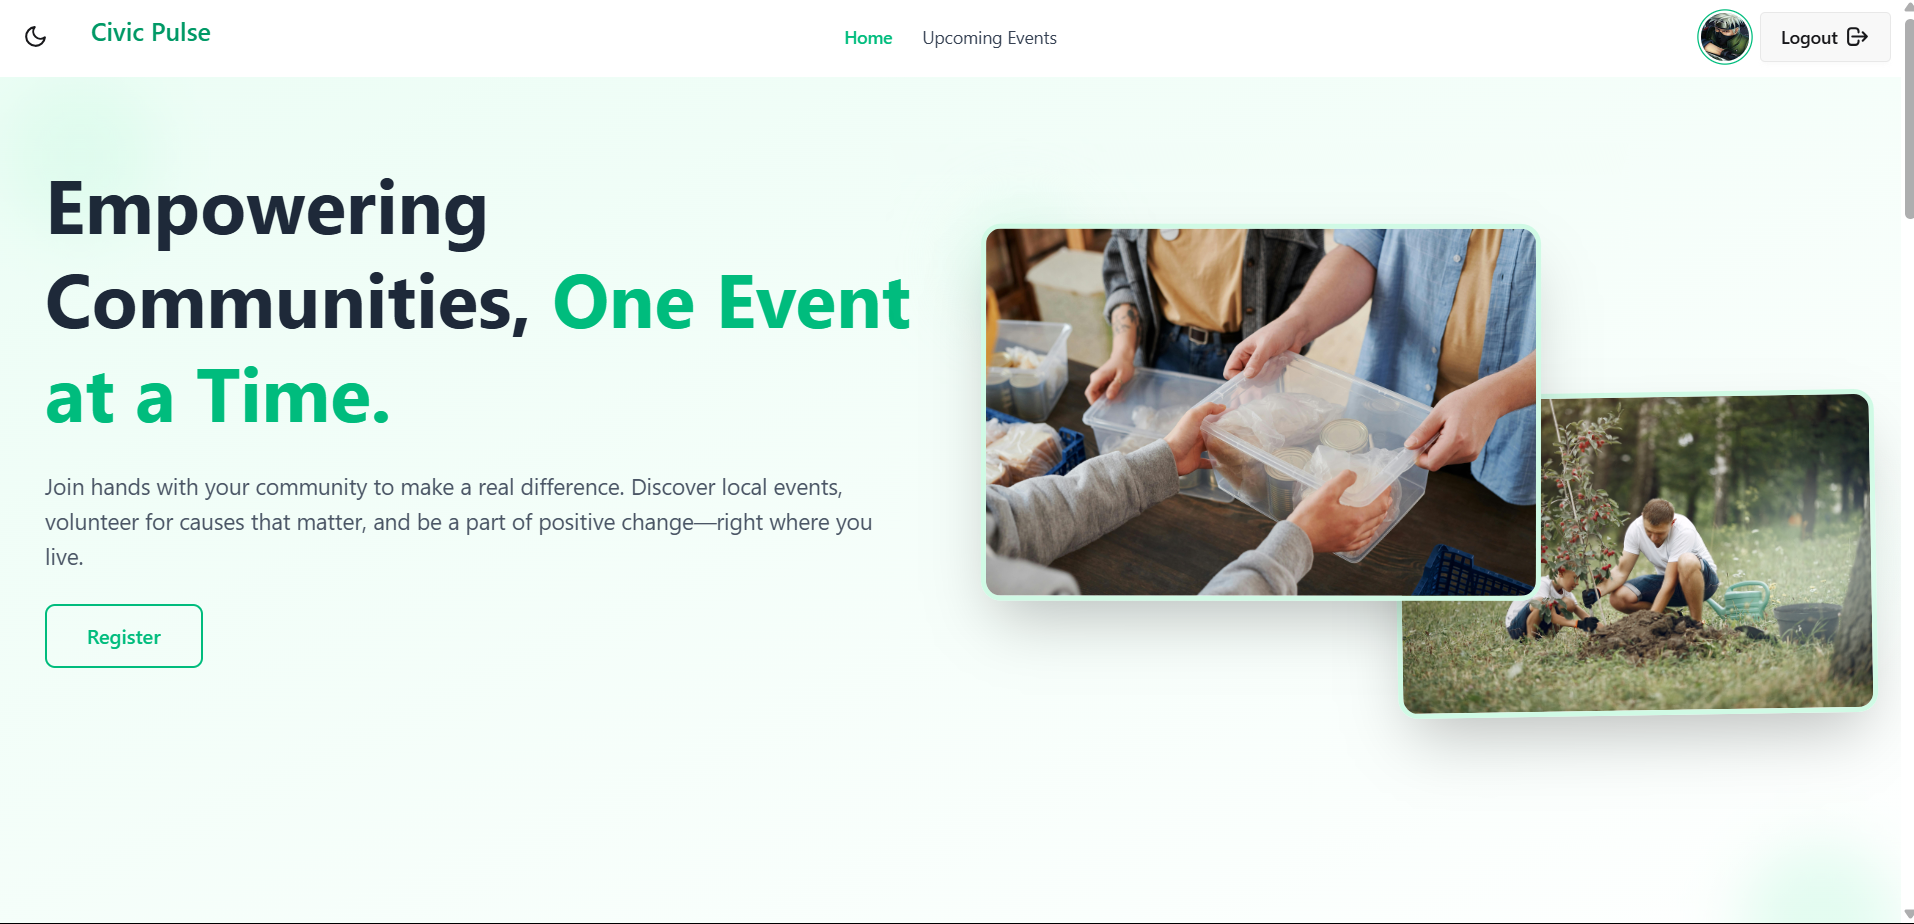 Civic Pulse
Home
Upcoming Events
Logout
Empowering
Communities, One Event
at a Time.
Join hands with your community to make a real difference. Discover local events,
volunteer for causes that matter, and be a part of positive change—right where you
live.
Register